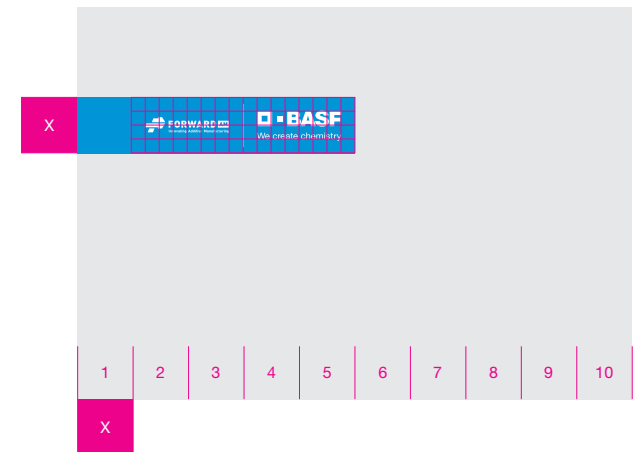 X
FORWARD AM
BASF
We create chemistry
1 2 3 4 5 6 7 8 9 10
X